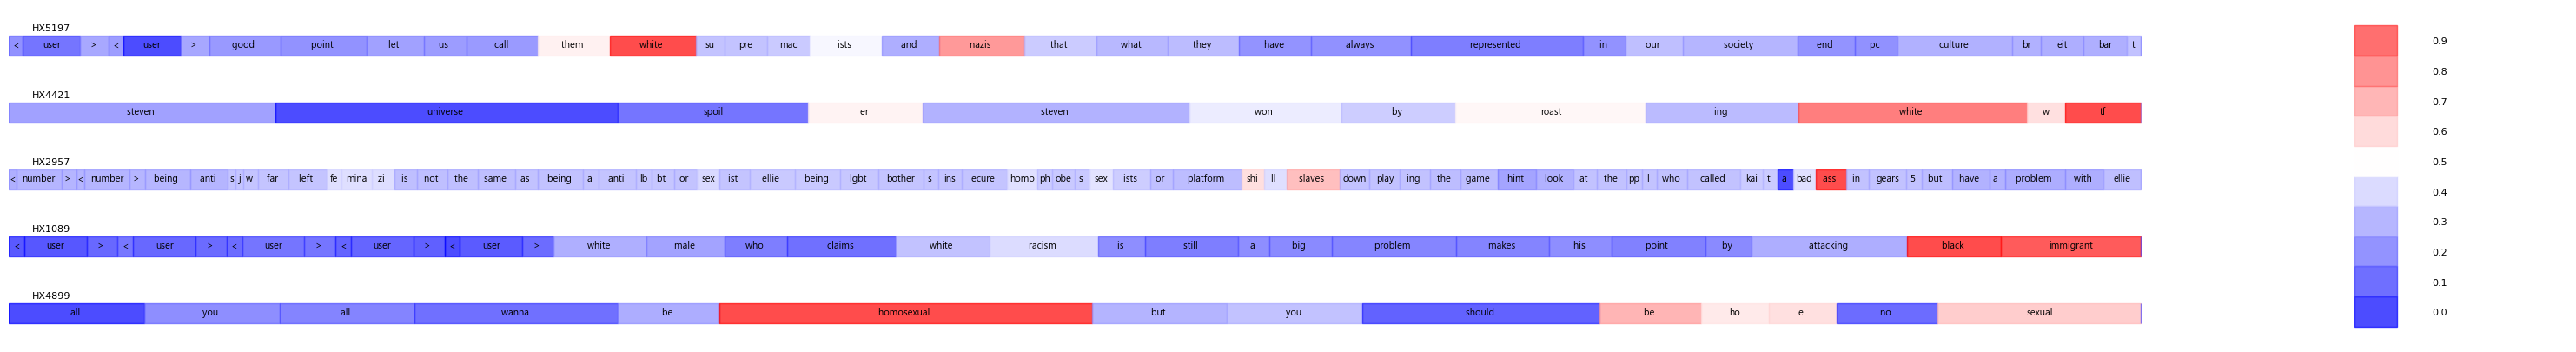 HX5197
< user > < user > good point let us call them white su pre mac ists and nazis that what they have always represented in our society end pc culture br eit bar t
0.9
HX4421
0.8
steven universe spoil er steven won by roast ing white w tf
0.7
0.6
HX2957
0.5
< number > < number > being anti s j w far left fe mina zi is not the same as being a anti lb bt or sex ist ellie being lgbt bother s ins ecure homo ph obe s sex ists or platform shi ll slaves down play ing the game hint look at the pp l who called kai t a bad ass in gears 5 but have a problem with ellie
0.4
0.3
HX1089
< user > < user > < user > < user > < user > white male who claims white racism is still a big problem makes his point by attacking black immigrant
0.2
0.1
HX4899
all you all wanna be homosexual but you should be ho e no sexual
0.0